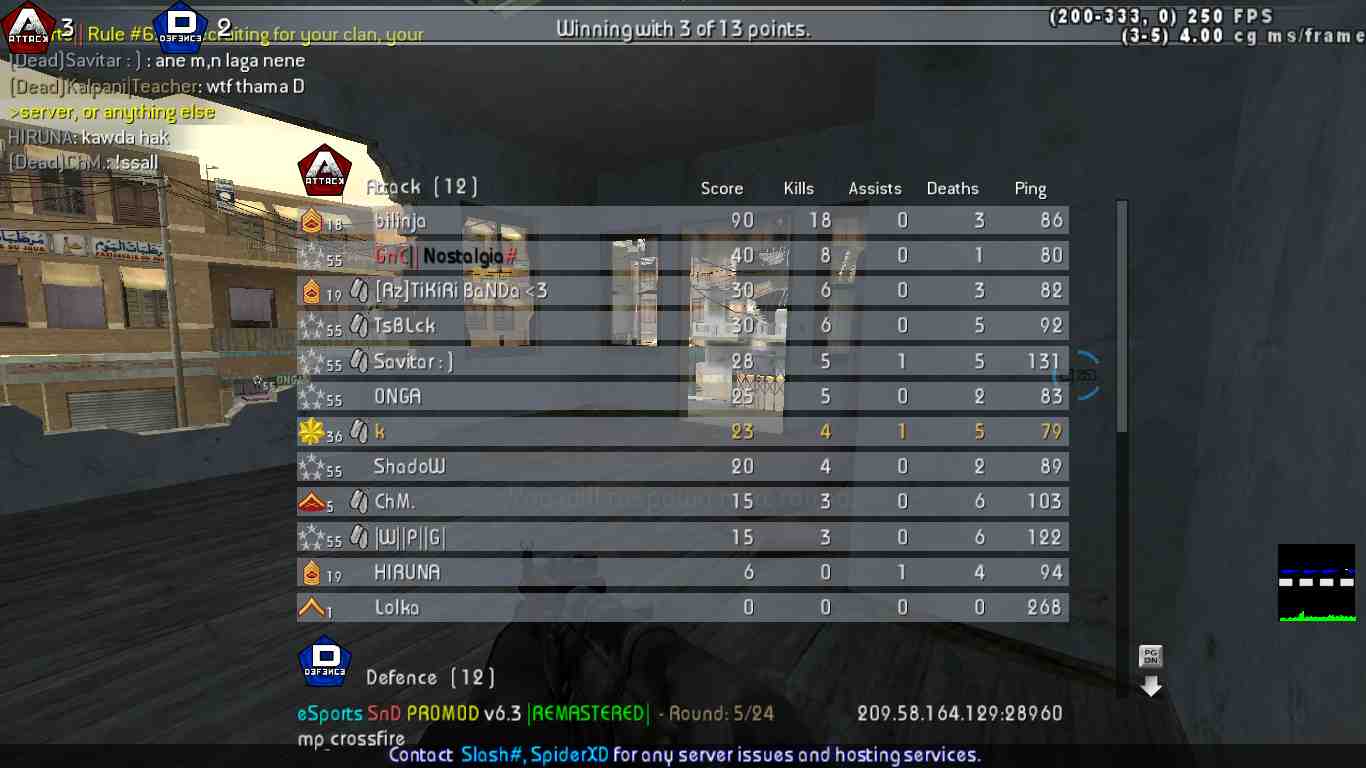 ATTACK 3 DEFENCE 2
Rule #6 cruiting for your clan, your
Winning with 3 of 13 points.
(200-333, 0) 250 FPS
(3-5) 4.00 cg ms/frame
[Dead]Savitar : ) : ane m,n laga nene
[Dead]Kalpani|Teacher: wtf thama D
>server, or anything else
HIRUNA: kawda hak
[Dead]ChM.: !ssall
ATTACK
Attack (12) Score Kills Assists Deaths Ping
18 bilinja 90 18 0 3 86
55 GnC|| Nostalgia# 40 8 0 1 80
19 [Az]TiKiRi BaNDa <3 30 6 0 3 82
55 TsBLck 30 6 0 5 92
55 Savitar : ) 28 5 1 5 131
55 ONGA 25 5 0 2 83
36 k 23 4 1 5 79
55 ShadoW 20 4 0 2 89
5 ChM. 15 3 0 6 103
55 |W||P||G| 15 3 0 6 122
19 HIRUNA 6 0 1 4 94
1 Lolka 0 0 0 0 268
DEFENCE
Defence (12)
PG DN
eSports SnD PROMOD v6.3 |REMASTERED| - Round: 5/24 209.58.164.129:28960
mp_crossfire
Contact Slash#, SpiderXD for any server issues and hosting services.